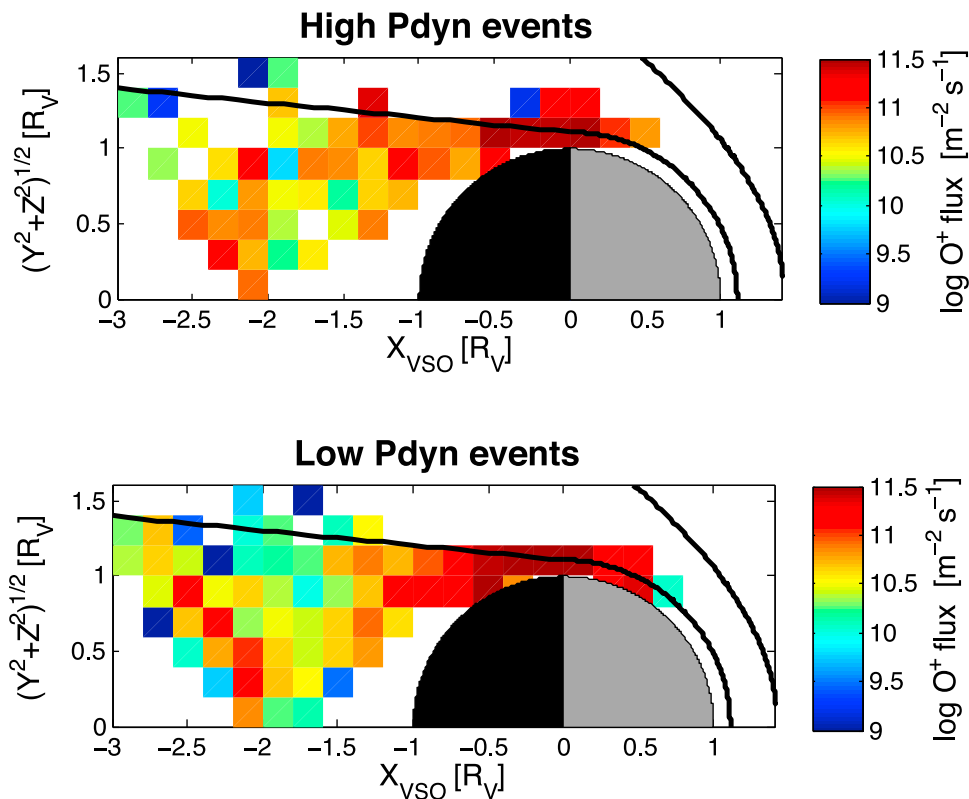 High Pdyn events
1.5
1
0.5
0
(Y²+Z²)^1/2 [R_V]
−3 −2.5 −2 −1.5 −1 −0.5 0 0.5 1
X_VSO [R_V]
11.5
11
10.5
10
9.5
9
log O⁺ flux [m⁻² s⁻¹]
Low Pdyn events
1.5
1
0.5
0
(Y²+Z²)^1/2 [R_V]
−3 −2.5 −2 −1.5 −1 −0.5 0 0.5 1
X_VSO [R_V]
11.5
11
10.5
10
9.5
9
log O⁺ flux [m⁻² s⁻¹]